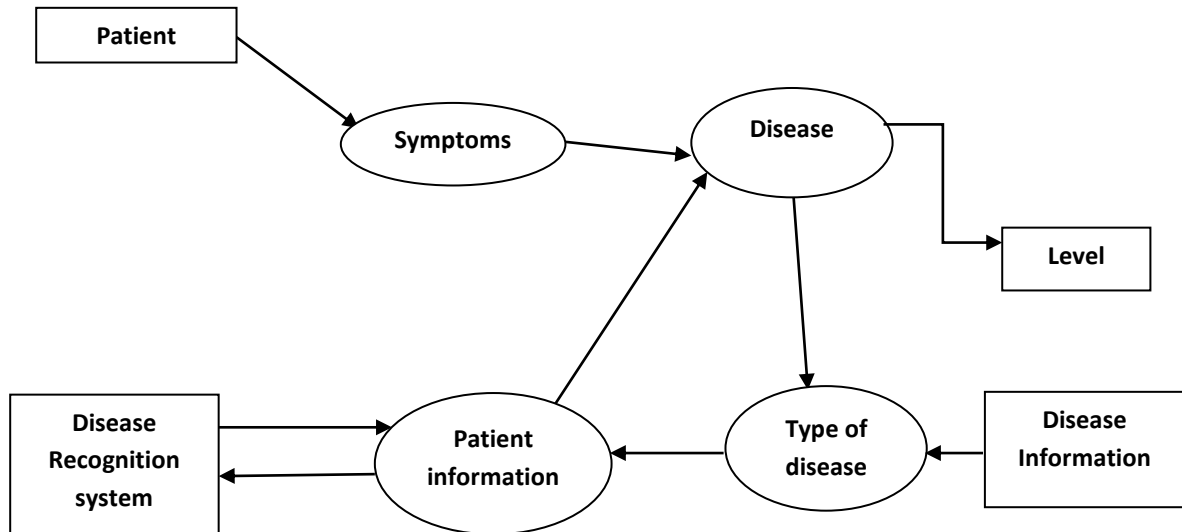 Patient
Symptoms
Disease
Level
Disease
Recognition
system
Patient
information
Type of
disease
Disease
Information